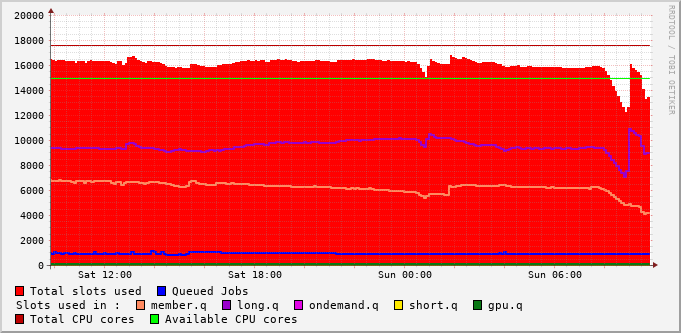 20000
18000
16000
14000
12000
10000
8000
6000
4000
2000
0
Sat 12:00 Sat 18:00 Sun 00:00 Sun 06:00
RRDTOOL / TOBI OETIKER
Total slots used Queued Jobs
Slots used in : member.q long.q ondemand.q short.q gpu.q
Total CPU cores Available CPU cores